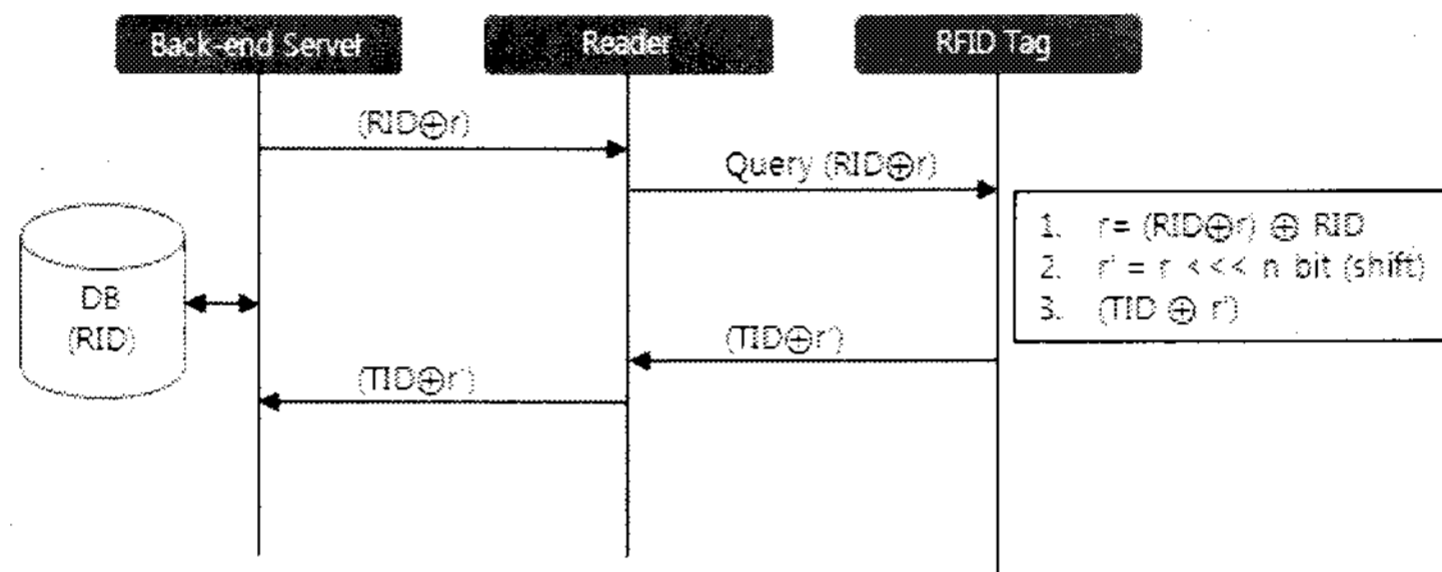 Back-end Server
Reader
RFID Tag
(RID⊕r)
Query (RID⊕r)
1. r= (RID⊕r) ⊕ RID
2. r' = r <<< n bit (shift)
3. (TID ⊕ r')
DB
(RID)
(TID⊕r')
(TID⊕r')